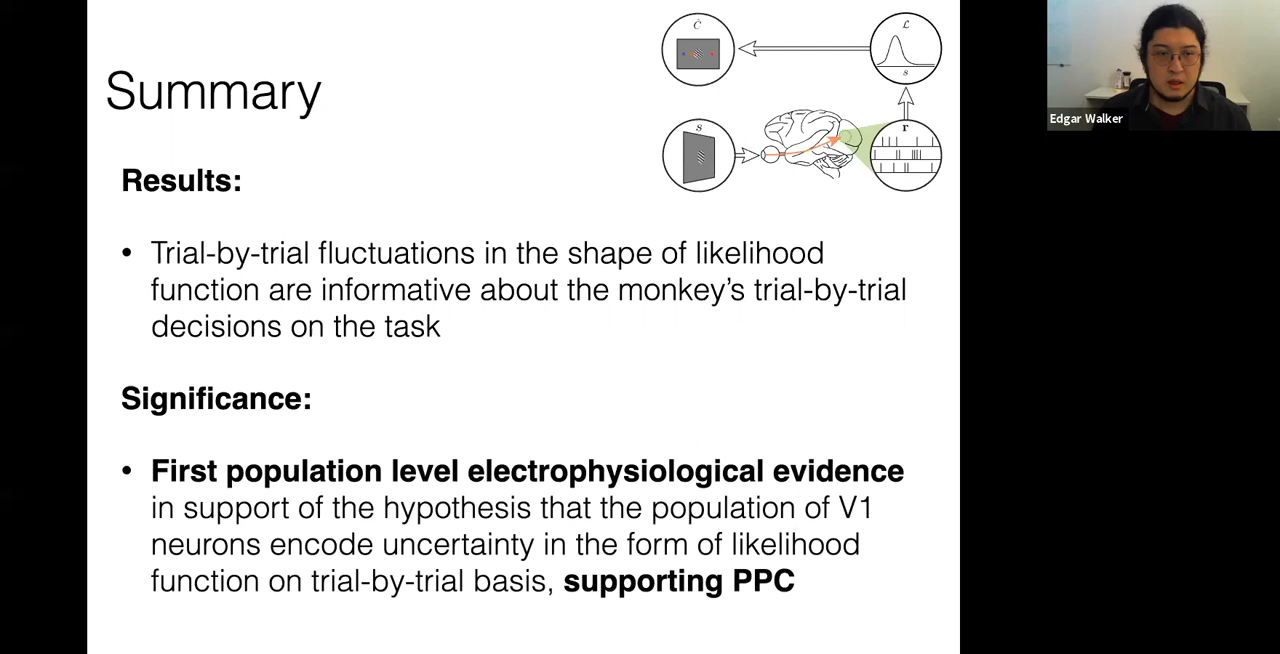 Summary
Ĉ
ℒ
s
s
r
Edgar Walker
Results:
• Trial-by-trial fluctuations in the shape of likelihood
function are informative about the monkey’s trial-by-trial
decisions on the task
Significance:
• First population level electrophysiological evidence
in support of the hypothesis that the population of V1
neurons encode uncertainty in the form of likelihood
function on trial-by-trial basis, supporting PPC